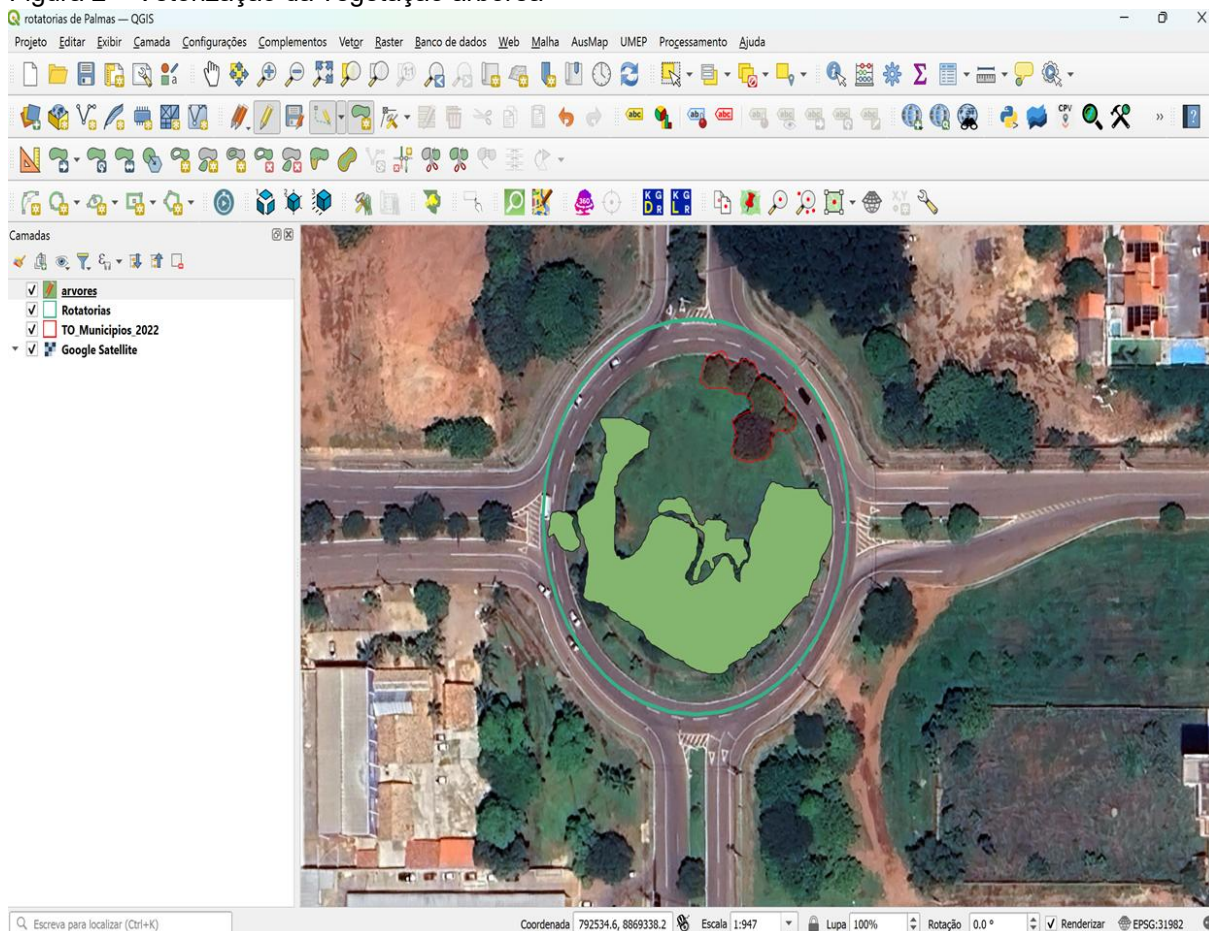 Figura 2 – Vetorização da vegetação arbórea
rotatorias de Palmas — QGIS
Projeto Editar Exibir Camada Configurações Complementos Vetor Raster Banco de dados Web Malha AusMap UMEP Processamento Ajuda
Camadas
arvores
Rotatorias
TO_Municipios_2022
Google Satellite
Escreva para localizar (Ctrl+K)
Coordenada 792534.6, 8869338.2 Escala 1:947 Lupa 100% Rotação 0.0 ° Renderizar EPSG:31982